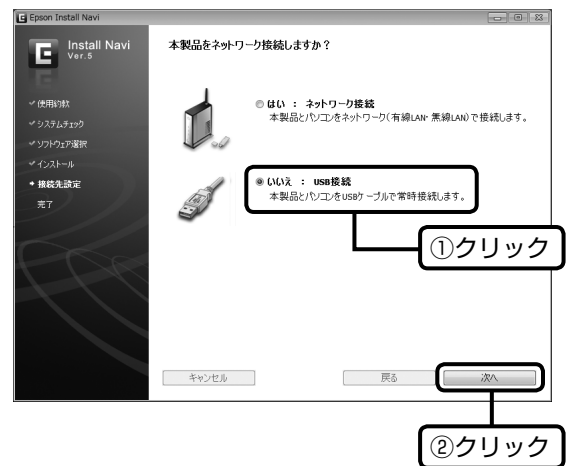 Epson Install Navi
E Install Navi
Ver.5
使用約款
システムチェック
ソフトウェア選択
インストール
接続先設定
完了
本製品をネットワーク接続しますか?
はい : ネットワーク接続
本製品とパソコンをネットワーク(有線LAN・無線LAN)で接続します。
いいえ : USB接続
本製品とパソコンをUSBケーブルで常時接続します。
①クリック
キャンセル
戻る
次へ
②クリック